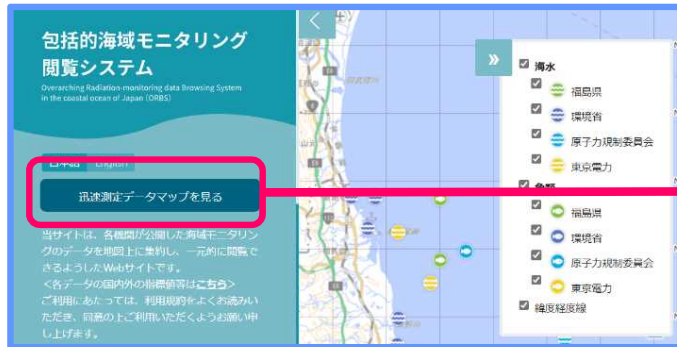 包括的海域モニタリング
閲覧システム
Overarching Radiation-monitoring data Browsing System
in the coastal ocean of Japan (ORBS)
日本語 English
迅速測定データマップを見る
当サイトは、各機関が公開した海域モニタリン
グのデータを地図上に集約し、一元的に閲覧で
きるようしたWebサイトです。
<各データの国内外の指標値等はこちら>
ご利用にあたっては、利用規約をよくお読みい
ただき、同意の上ご利用いただくようお願い申
し上げます。
»
海水
福島県
環境省
原子力規制委員会
東京電力
魚類
福島県
環境省
原子力規制委員会
東京電力
緯度経度線